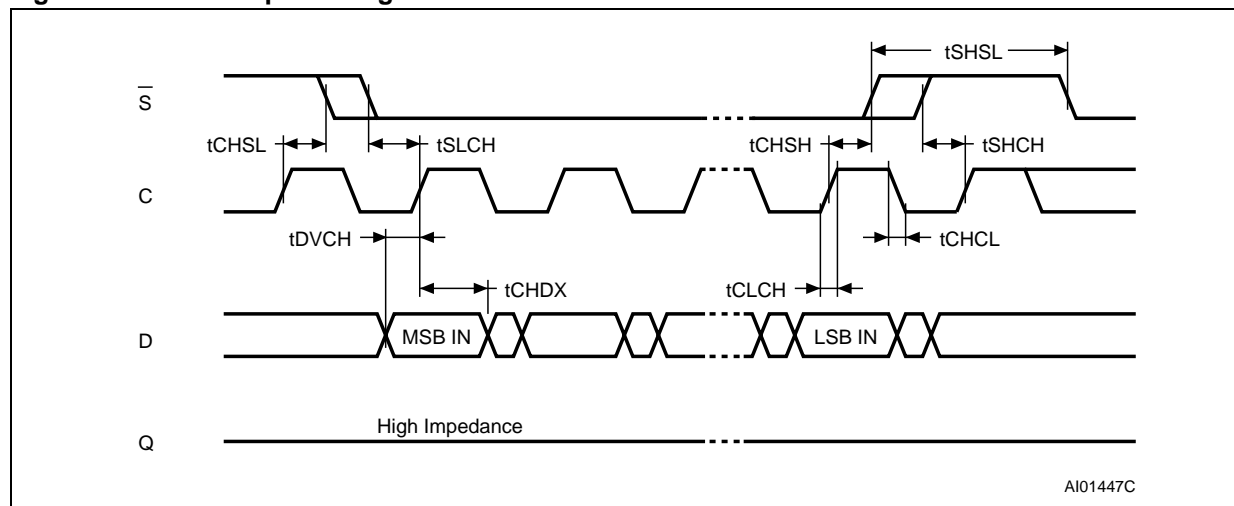 tSHSL
S
tCHSL
tSLCH
tCHSH
tSHCH
C
tDVCH
tCHCL
tCHDX
tCLCH
D
MSB IN
LSB IN
High Impedance
Q
AI01447C